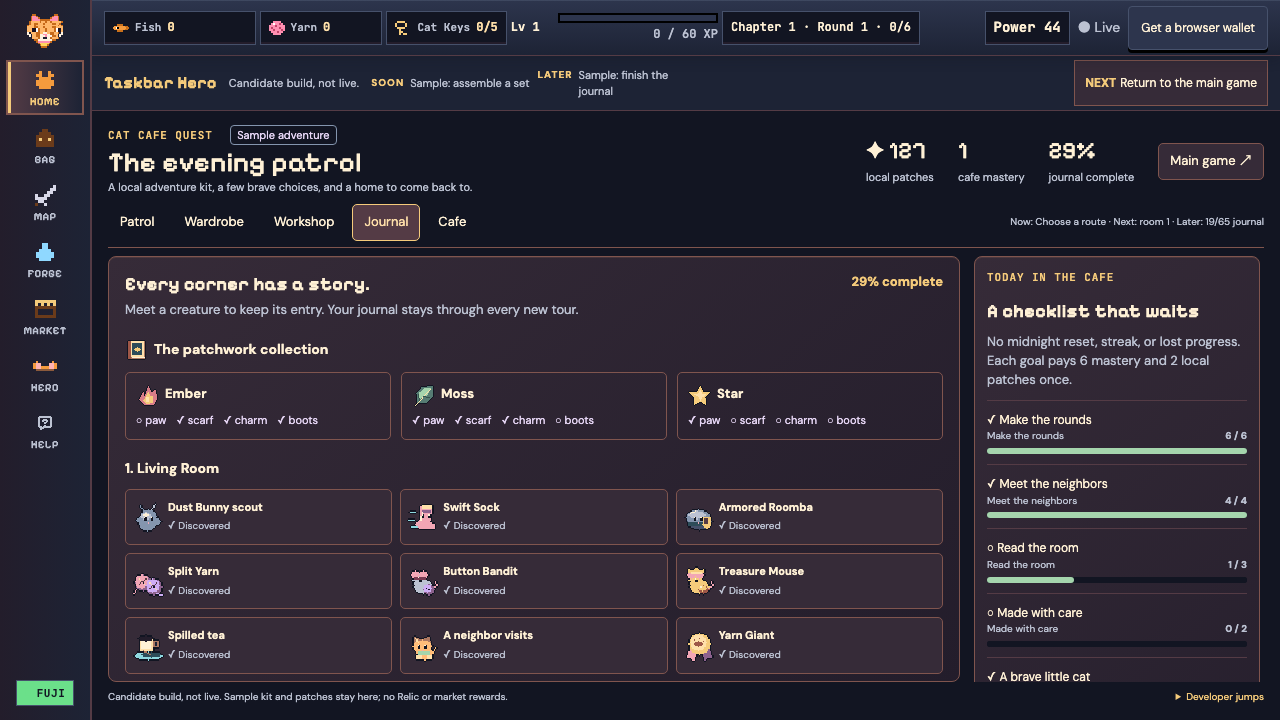 Fish 0
Yarn 0
Cat Keys 0/5
Lv 1
0 / 60 XP
Chapter 1 · Round 1 · 0/6
Power 44
Live
Get a browser wallet
HOME
BAG
MAP
FORGE
MARKET
HERO
HELP
FUJI
Taskbar Hero
Candidate build, not live.
SOON Sample: assemble a set
LATER Sample: finish the
journal
NEXT Return to the main game
CAT CAFE QUEST
Sample adventure
The evening patrol
A local adventure kit, a few brave choices, and a home to come back to.
✦ 127
local patches
1
cafe mastery
29%
journal complete
Main game ↗
Patrol
Wardrobe
Workshop
Journal
Cafe
Now: Choose a route · Next: room 1 · Later: 19/65 journal
Every corner has a story.
29% complete
Meet a creature to keep its entry. Your journal stays through every new tour.
The patchwork collection
Ember
○ paw ✓ scarf ✓ charm ✓ boots
Moss
✓ paw ✓ scarf ✓ charm ○ boots
Star
✓ paw ○ scarf ○ charm ○ boots
1. Living Room
Dust Bunny scout
✓ Discovered
Swift Sock
✓ Discovered
Armored Roomba
✓ Discovered
Split Yarn
✓ Discovered
Button Bandit
✓ Discovered
Treasure Mouse
✓ Discovered
Spilled tea
✓ Discovered
A neighbor visits
✓ Discovered
Yarn Giant
✓ Discovered
TODAY IN THE CAFE
A checklist that waits
No midnight reset, streak, or lost progress.
Each goal pays 6 mastery and 2 local
patches once.
✓ Make the rounds
Make the rounds 6 / 6
✓ Meet the neighbors
Meet the neighbors 4 / 4
○ Read the room
Read the room 1 / 3
○ Made with care
Made with care 0 / 2
✓ A brave little cat
Candidate build, not live. Sample kit and patches stay here; no Relic or market rewards.
▶ Developer jumps